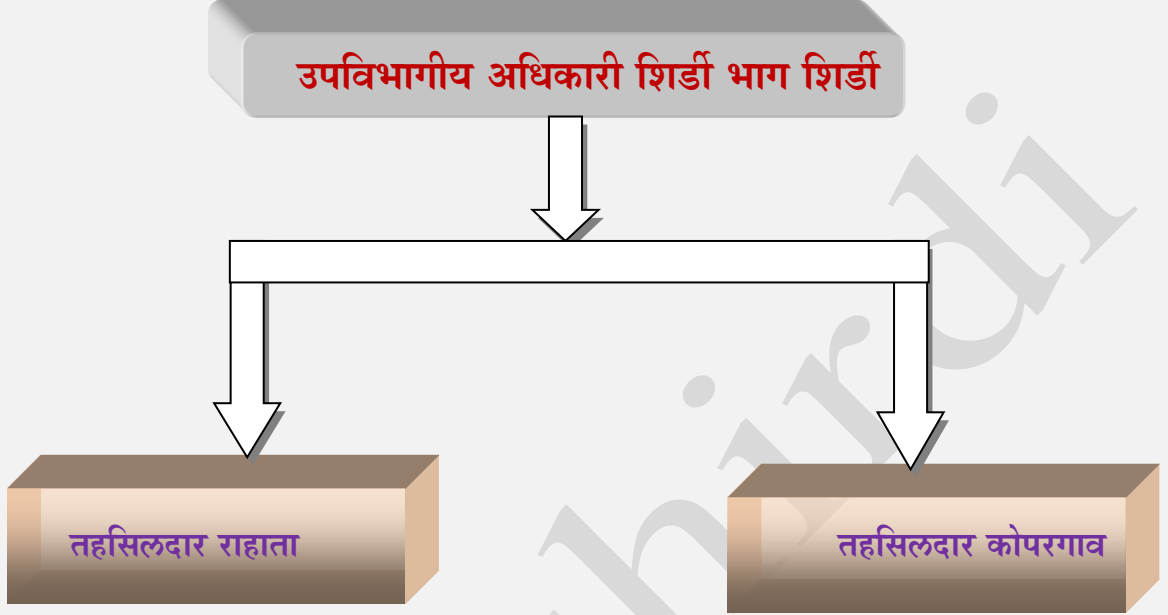 उपविभागीय अधिकारी शिर्डी भाग शिर्डी
तहसिलदार राहाता
तहसिलदार कोपरगाव
hirdi